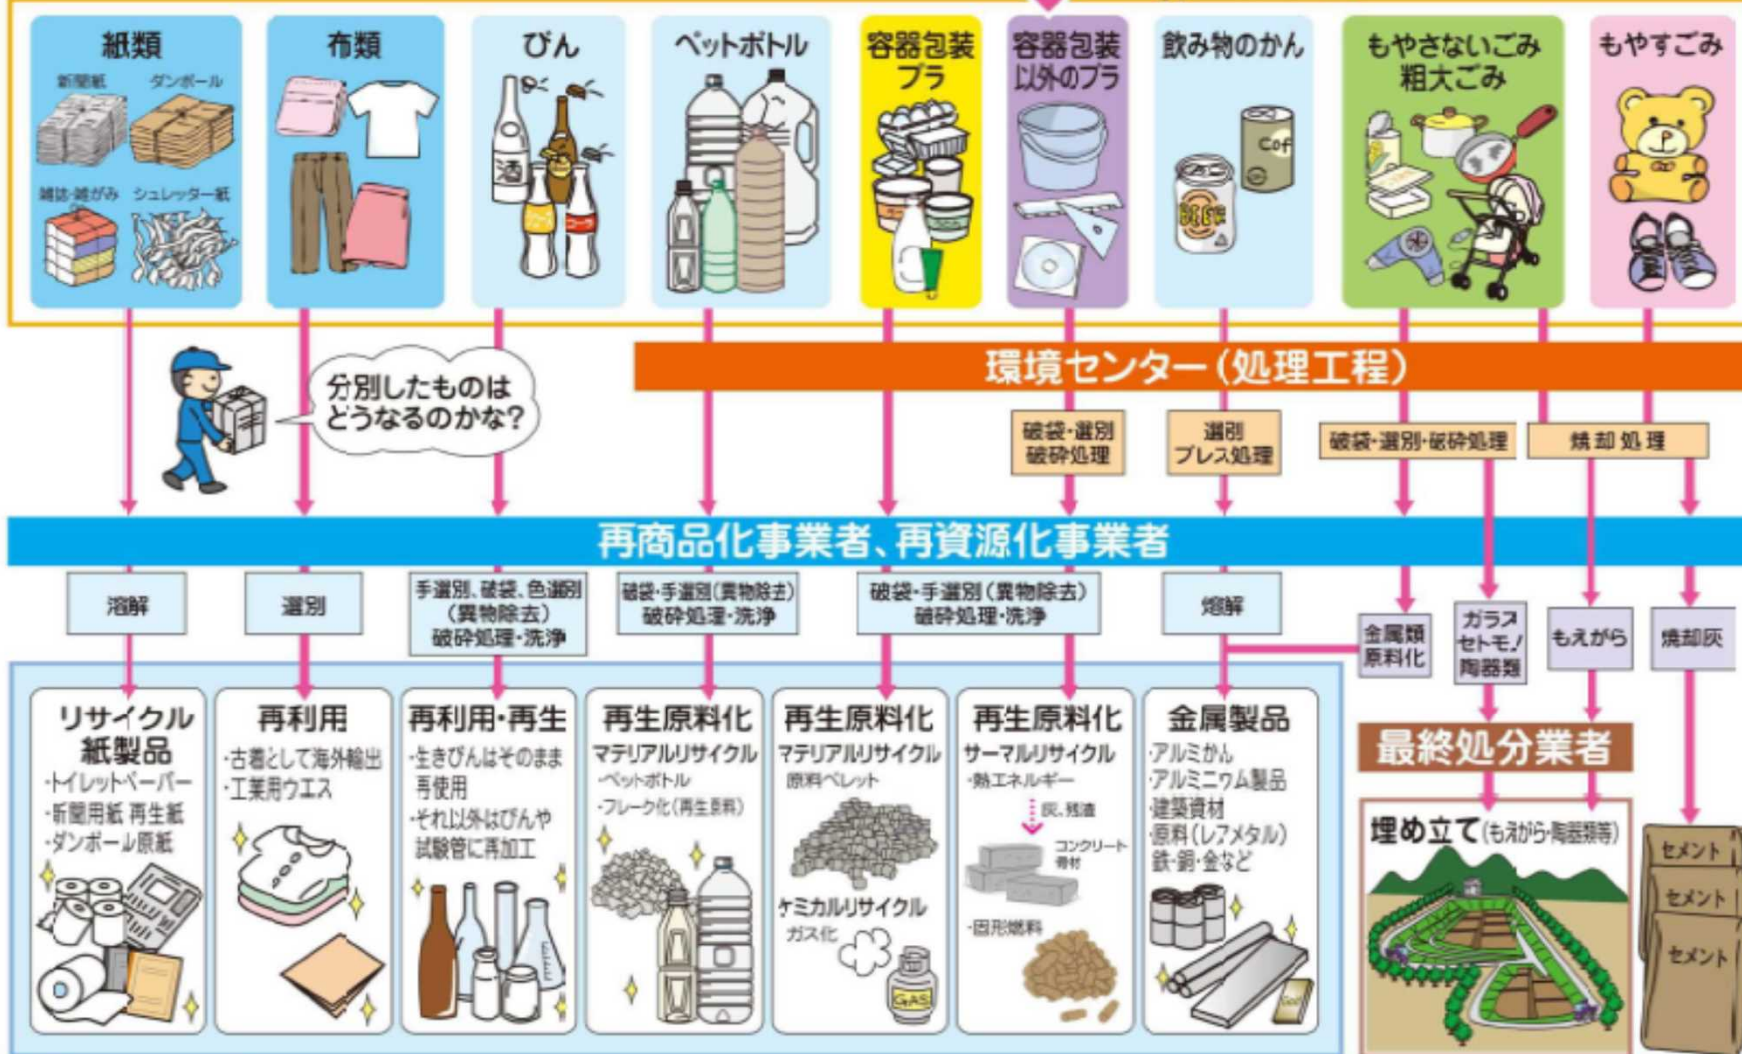 紙類
新聞紙
ダンボール
雑誌・雑がみ
シュレッター紙
布類
びん
酒
ペットボトル
容器包装
プラ
容器包装
以外のプラ
飲み物のかん
Cof
BEER
もやさないごみ
粗大ごみ
もやすごみ
分別したものは
どうなるのかな?
環境センター(処理工程)
破袋・選別
破砕処理
選別
プレス処理
破袋・選別・破砕処理
焼却処理
再商品化事業者、再資源化事業者
溶解
選別
手選別、破袋、色選別
(異物除去)
破砕処理・洗浄
破袋・手選別(異物除去)
破砕処理・洗浄
破袋・手選別(異物除去)
破砕処理・洗浄
熔解
金属類
原料化
ガラス
セトモノ
陶器類
もえがら
焼却灰
リサイクル
紙製品
・トイレットペーパー
・新聞用紙 再生紙
・ダンボール原紙
再利用
・古着として海外輸出
・工業用ウエス
再利用・再生
・生きびんはそのまま
再使用
・それ以外はびんや
試験管に再加工
再生原料化
マテリアルリサイクル
・ペットボトル
・フレーク化(再生原料)
再生原料化
マテリアルリサイクル
原料ペレット
ケミカルリサイクル
ガス化
GAS
再生原料化
サーマルリサイクル
・熱エネルギー
灰、残渣
コンクリート
骨材
・固形燃料
金属製品
・アルミかん
・アルミニウム製品
・建築資材
・原料(レアメタル)
鉄・銅・金など
Gold
最終処分業者
埋め立て(もえがら・陶器類等)
セメント
セメント
セメント